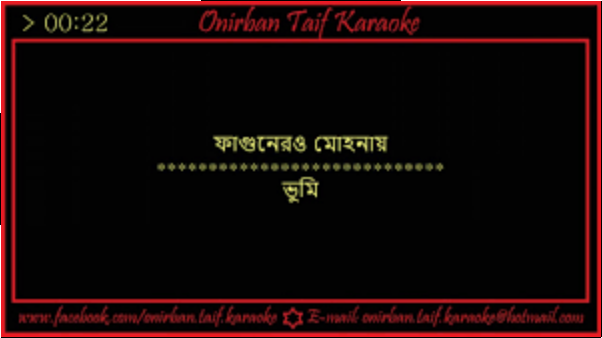 > 00:22 Onirban Taif Karaoke
ফাগুনেরও মোহনায়
****************************
ভুমি
www.facebook.com/onirban.taif.karaoke ✡ E-mail: onirban.taif.karaoke@hotmail.com